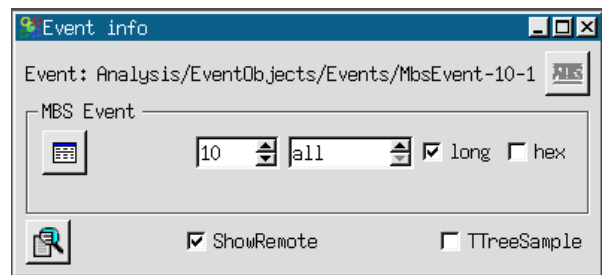 Event info
Event: Analysis/EventObjects/Events/MbsEvent-10-1
MBS Event
10 all long hex
ShowRemote TTreeSample